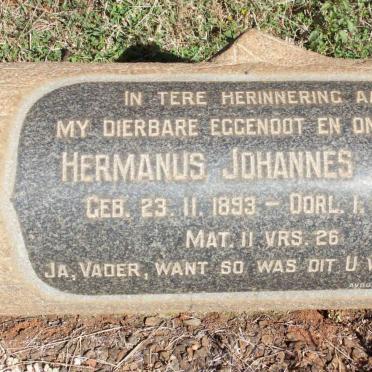 IN TERE HERINNERING AA
MY DIERBARE EGGENOOT EN ON
HERMANUS JOHANNES
GEB. 23. 11. 1893 – OORL. 1.
MAT. 11 VRS. 26
JA, VADER, WANT SO WAS DIT U